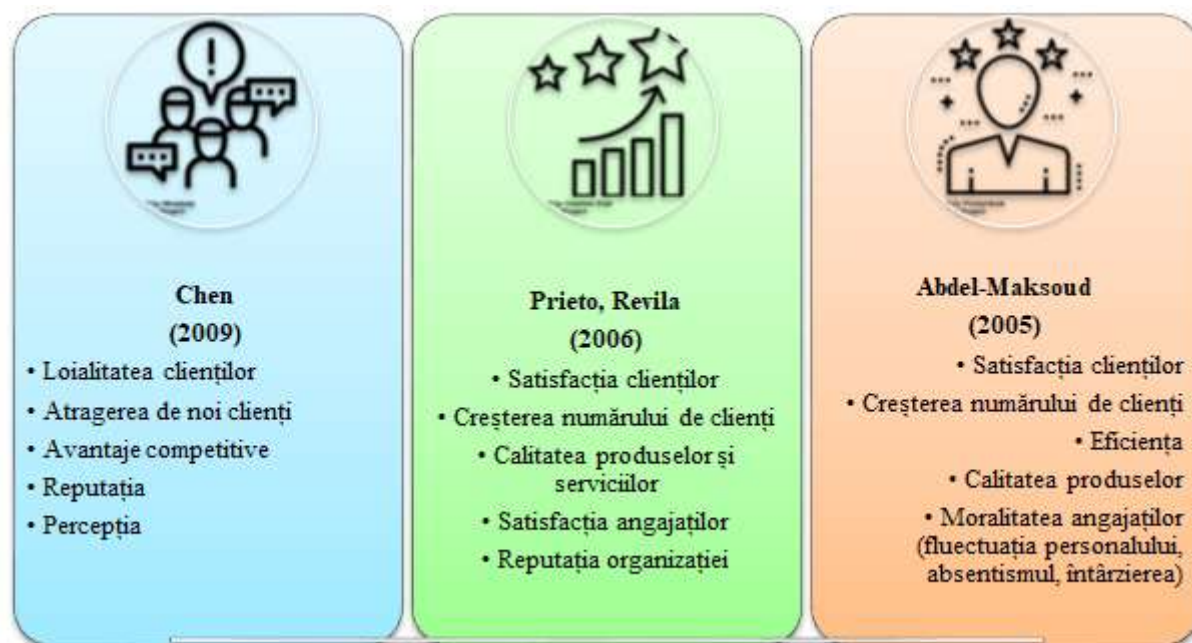 Chen
(2009)
• Loialitatea clienților
• Atragerea de noi clienți
• Avantaje competitive
• Reputația
• Percepția
Prieto, Revila
(2006)
• Satisfacția clienților
• Creșterea numărului de clienți
• Calitatea produselor și
serviciilor
• Satisfacția angajaților
• Reputația organizației
Abdel-Maksoud
(2005)
• Satisfacția clienților
• Creșterea numărului de clienți
• Eficiența
• Calitatea produselor
• Moralitatea angajaților
(fluectuația personalului,
absentismul, întârzierea)